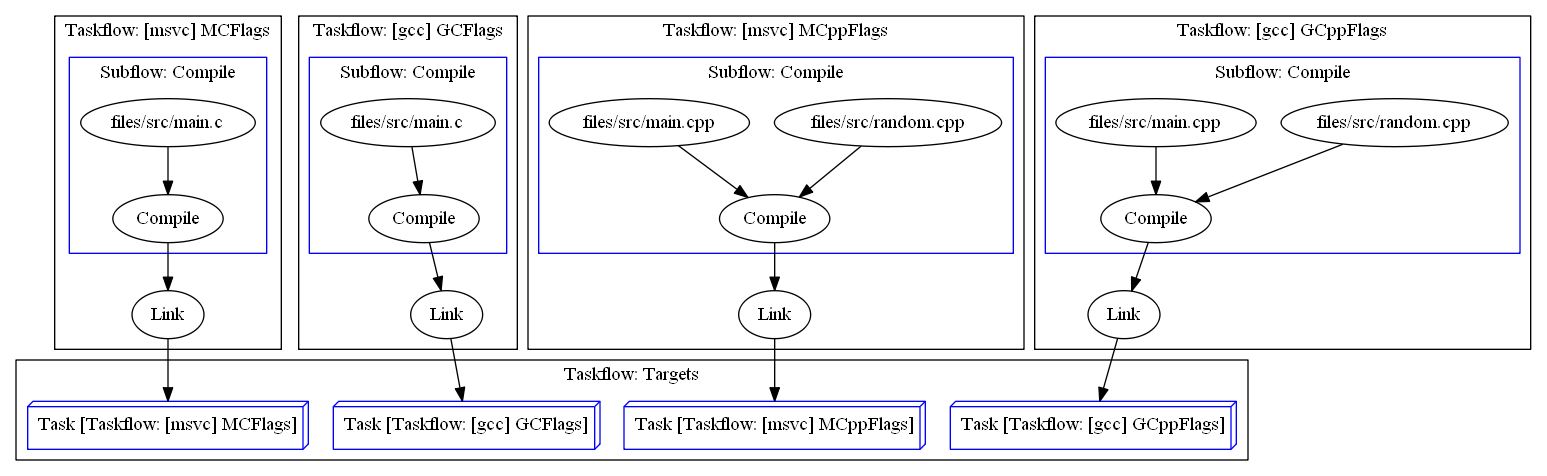 Taskflow: [msvc] MCFlags
Subflow: Compile
files/src/main.c
Compile
Link
Taskflow: [gcc] GCFlags
Subflow: Compile
files/src/main.c
Compile
Link
Taskflow: [msvc] MCppFlags
Subflow: Compile
files/src/main.cpp
files/src/random.cpp
Compile
Link
Taskflow: [gcc] GCppFlags
Subflow: Compile
files/src/main.cpp
files/src/random.cpp
Compile
Link
Taskflow: Targets
Task [Taskflow: [msvc] MCFlags]
Task [Taskflow: [gcc] GCFlags]
Task [Taskflow: [msvc] MCppFlags]
Task [Taskflow: [gcc] GCppFlags]